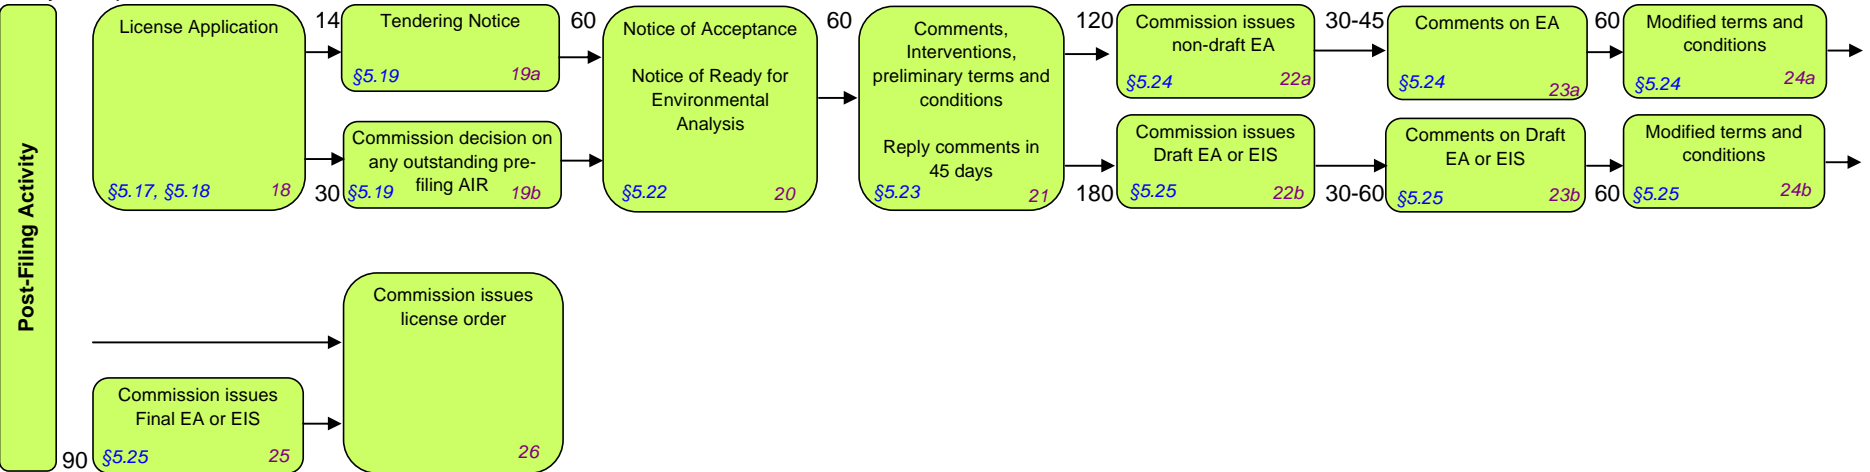 Post-Filing Activity
License Application
§5.17, §5.18
18
14
Tendering Notice
§5.19
19a
30
Commission decision on
any outstanding pre-
filing AIR
§5.19
19b
60
Notice of Acceptance
Notice of Ready for
Environmental
Analysis
§5.22
20
60
Comments,
Interventions,
preliminary terms and
conditions
Reply comments in
45 days
§5.23
21
120
Commission issues
non-draft EA
§5.24
22a
30-45
Comments on EA
§5.24
23a
60
Modified terms and
conditions
§5.24
24a
180
Commission issues
Draft EA or EIS
§5.25
22b
30-60
Comments on Draft
EA or EIS
§5.25
23b
60
Modified terms and
conditions
§5.25
24b
90
Commission issues
Final EA or EIS
§5.25
25
Commission issues
license order
26